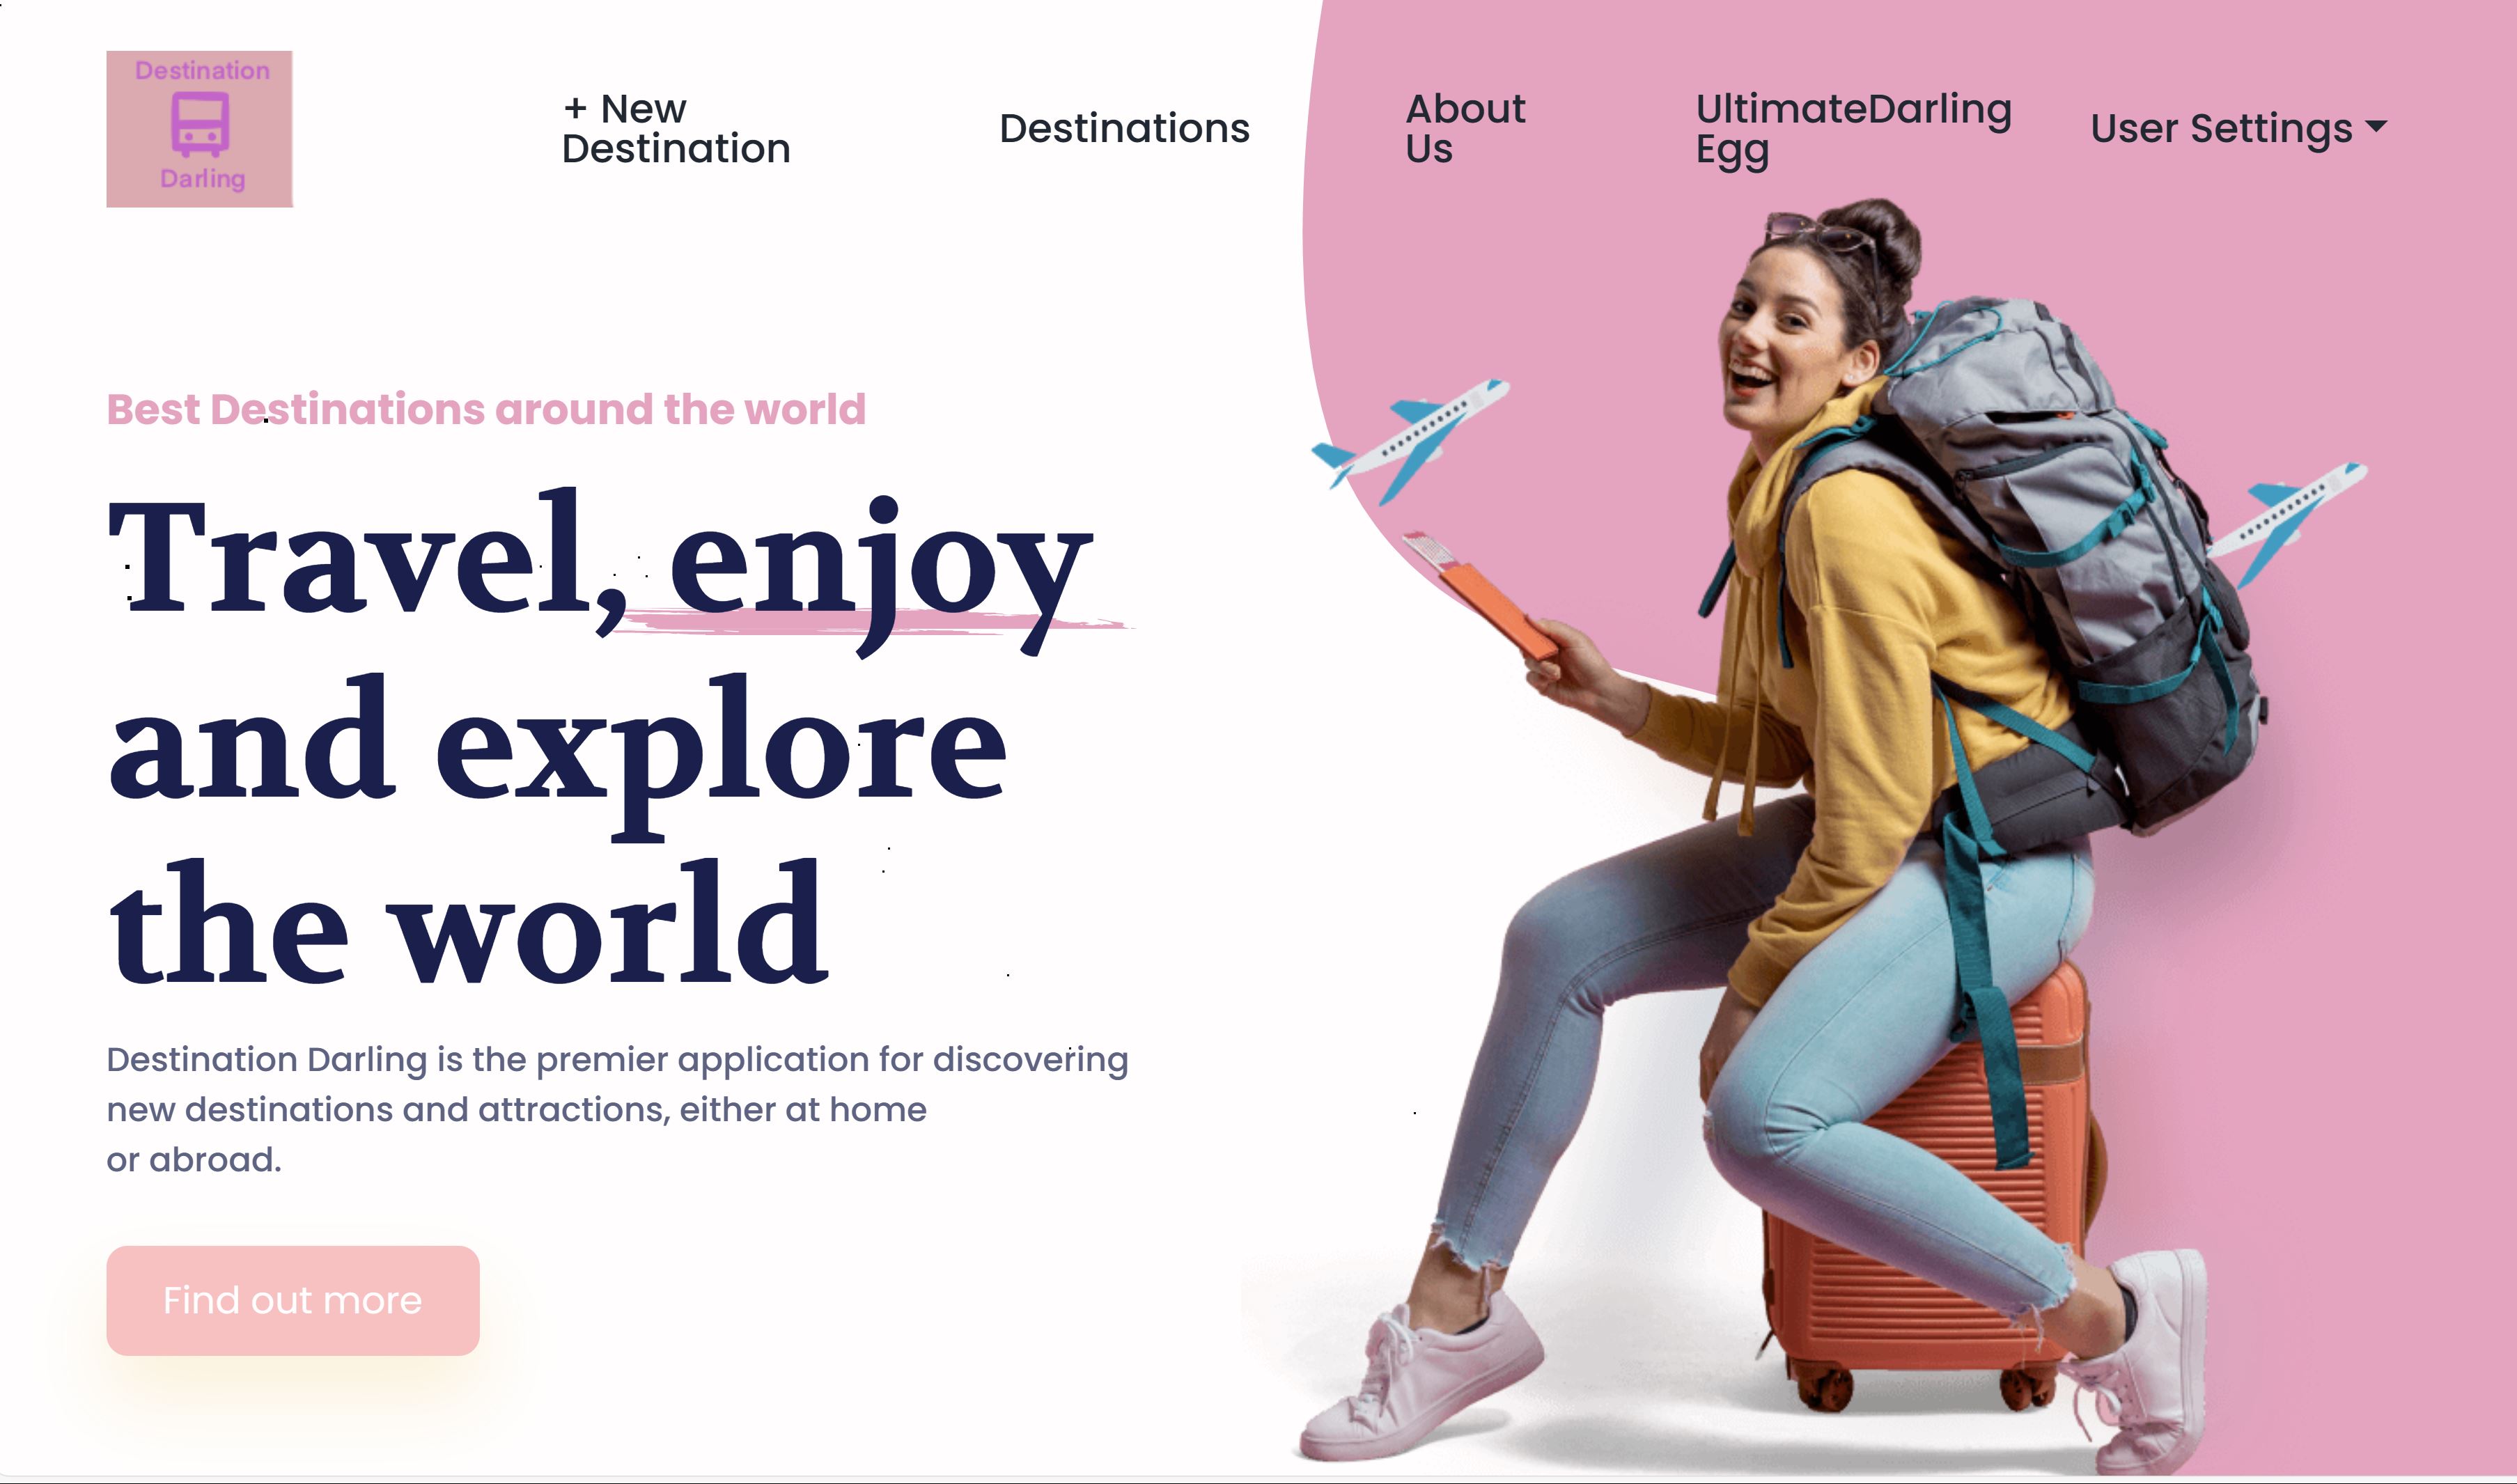 Destination
Darling
+ New
Destination
Destinations
About
Us
UltimateDarling
Egg
User Settings
Best Destinations around the world
Travel, enjoy
and explore
the world
Destination Darling is the premier application for discovering
new destinations and attractions, either at home
or abroad.
Find out more